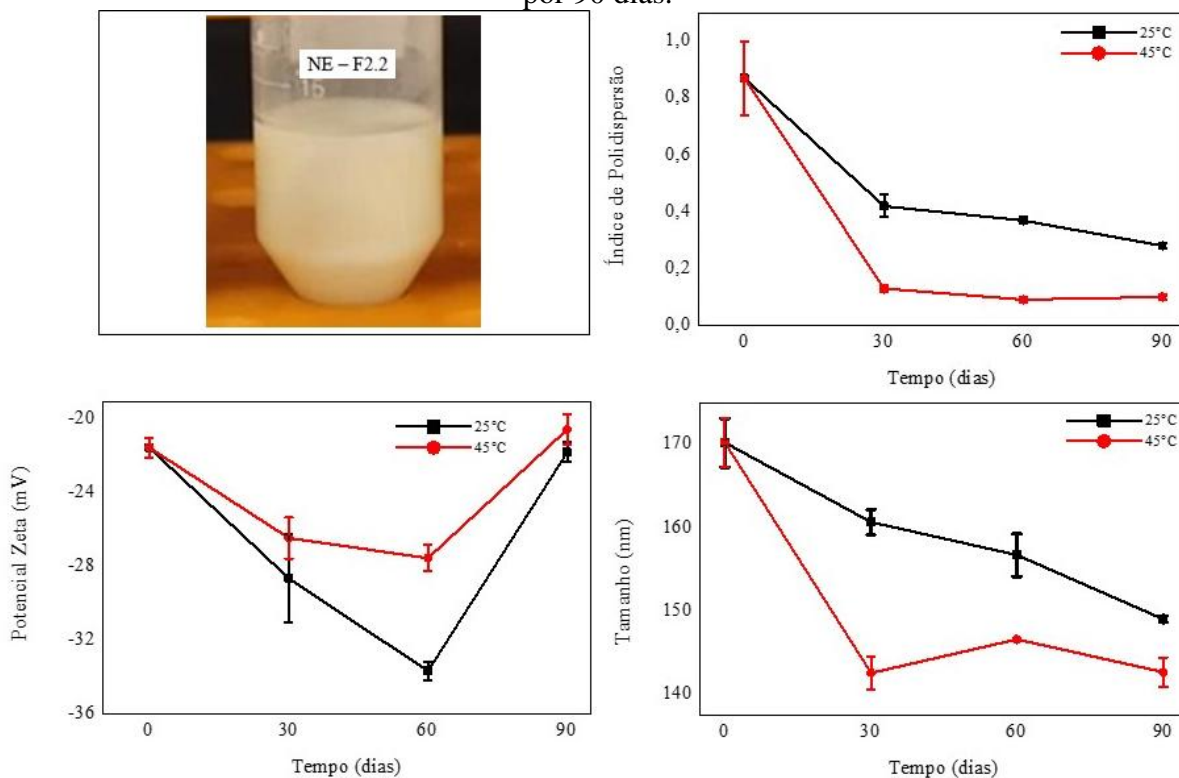 por 90 dias.
NE – F2.2
15
1,0
0,8
0,6
0,4
0,2
0,0
Índice de Polidispersão
25°C
45°C
0 30 60 90
Tempo (dias)
-20
-24
-28
-32
-36
Potencial Zeta (mV)
25°C
45°C
0 30 60 90
Tempo (dias)
170
160
150
140
Tamanho (nm)
25°C
45°C
0 30 60 90
Tempo (dias)